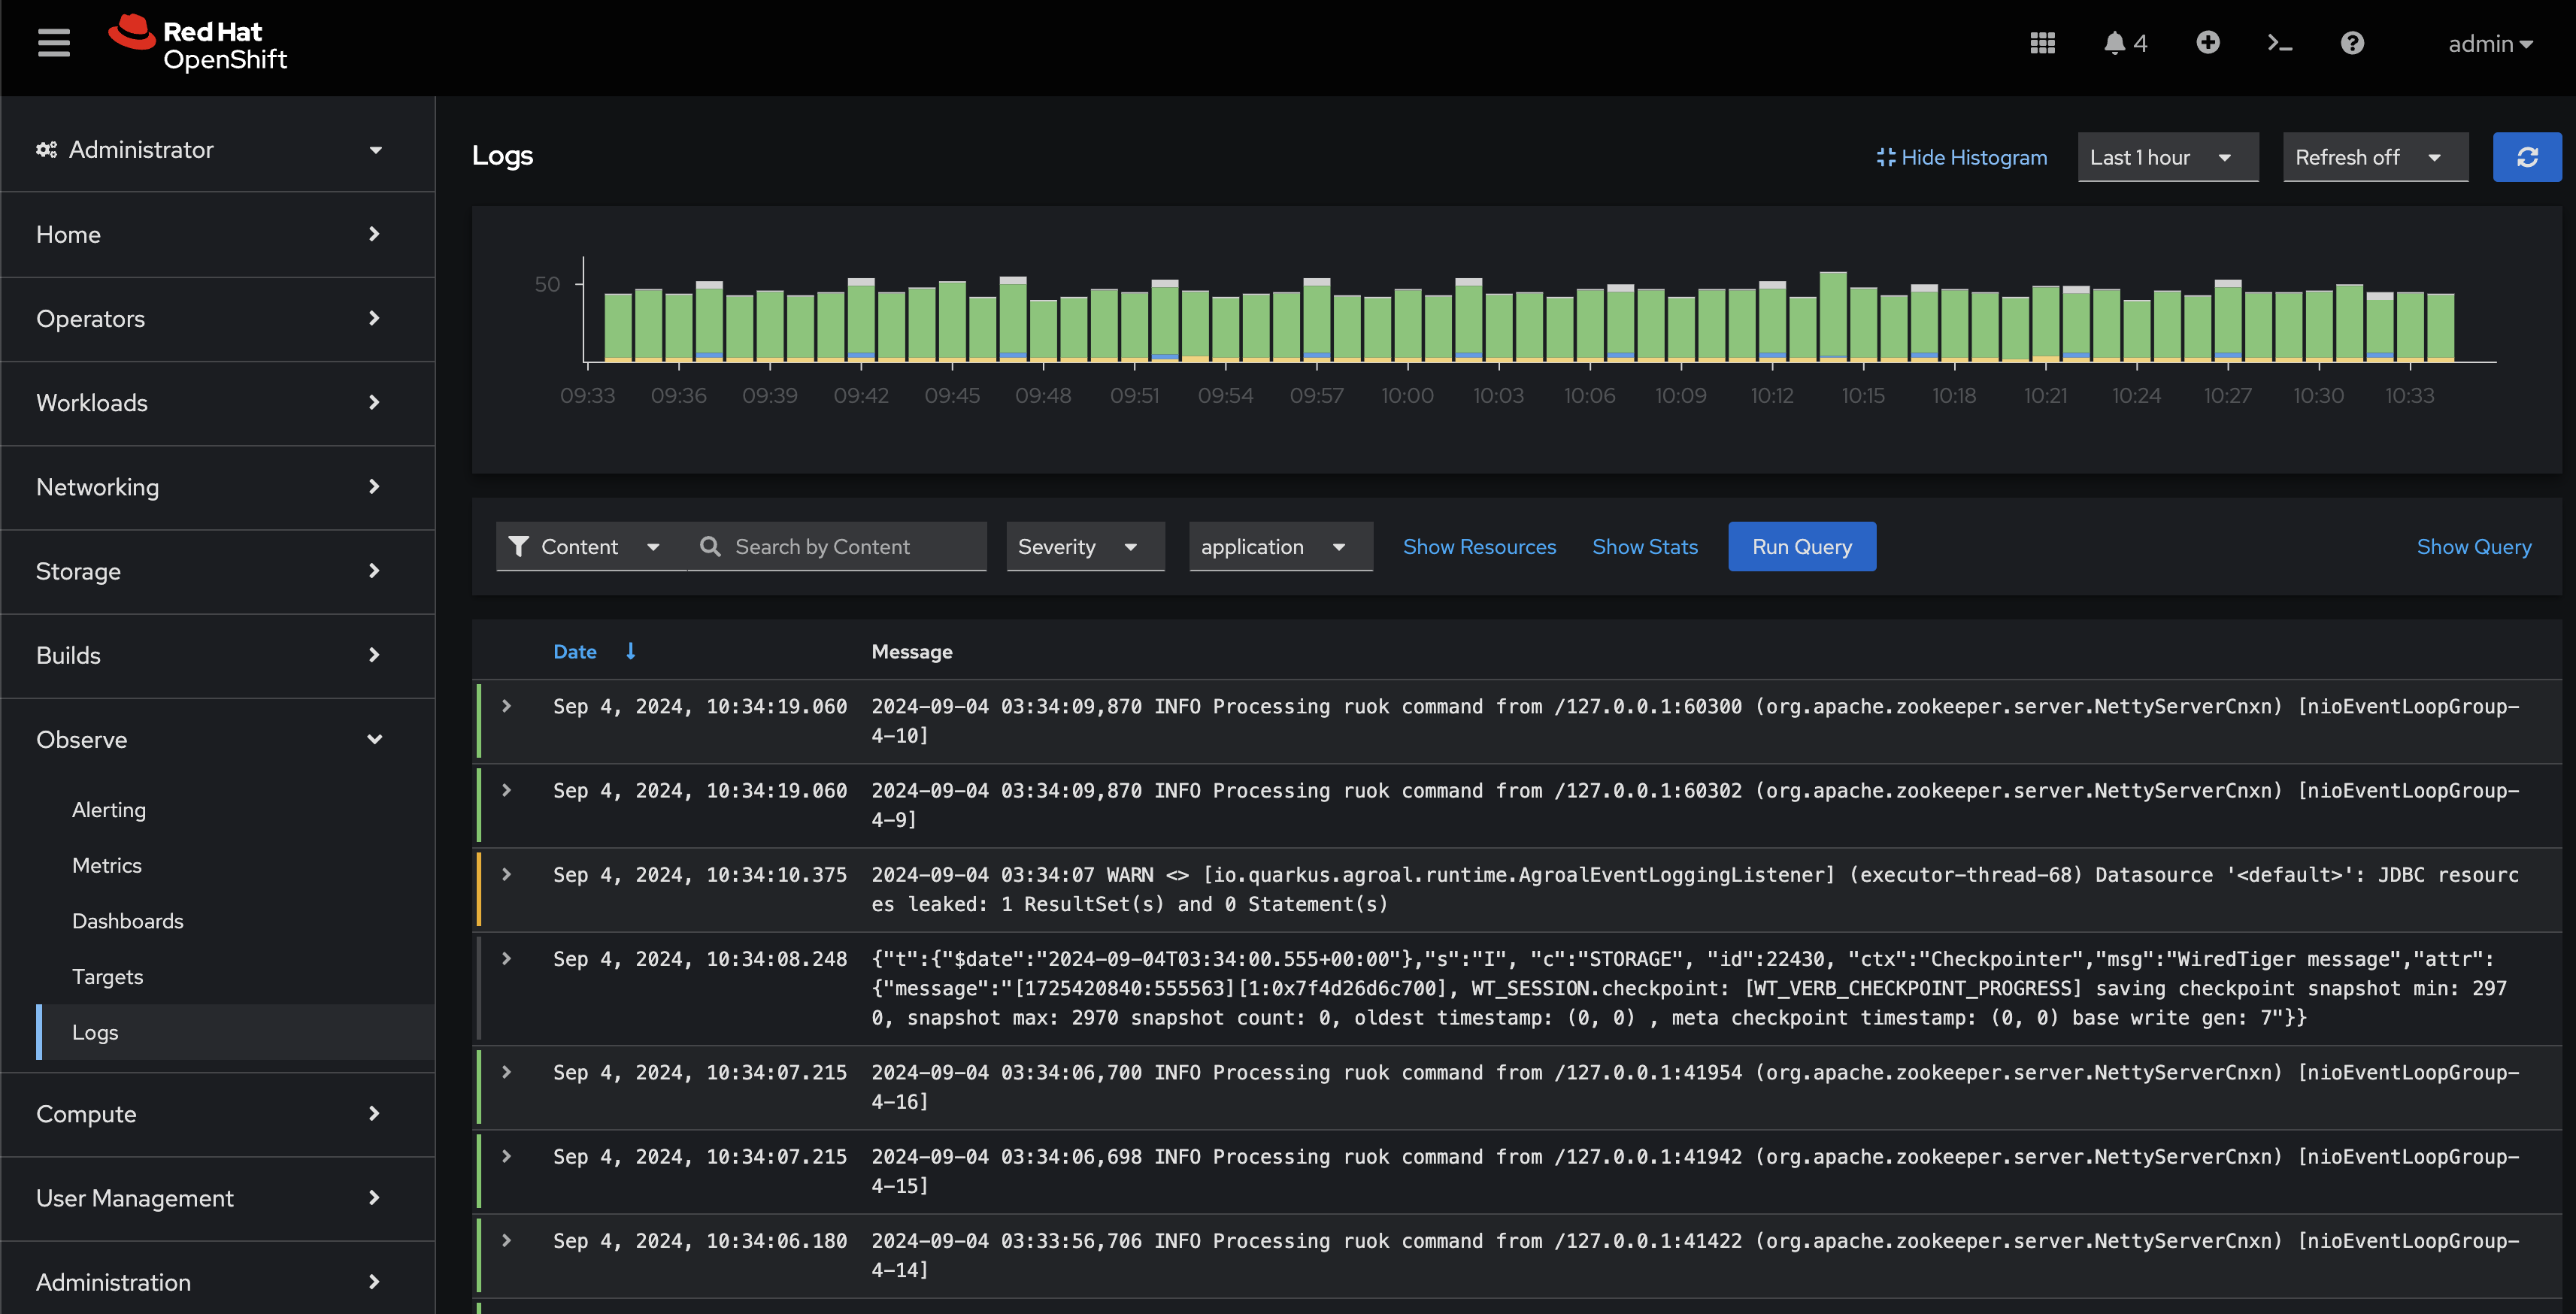 Red Hat
OpenShift
4
admin
Administrator
Home
Operators
Workloads
Networking
Storage
Builds
Observe
Alerting
Metrics
Dashboards
Targets
Logs
Compute
User Management
Administration
Logs
Hide Histogram
Last 1 hour
Refresh off
50
09:33 09:36 09:39 09:42 09:45 09:48 09:51 09:54 09:57 10:00 10:03 10:06 10:09 10:12 10:15 10:18 10:21 10:24 10:27 10:30 10:33
Content Search by Content Severity application Show Resources Show Stats Run Query Show Query
Date Message
Sep 4, 2024, 10:34:19.060 2024-09-04 03:34:09,870 INFO Processing ruok command from /127.0.0.1:60300 (org.apache.zookeeper.server.NettyServerCnxn) [nioEventLoopGroup-
4-10]
Sep 4, 2024, 10:34:19.060 2024-09-04 03:34:09,870 INFO Processing ruok command from /127.0.0.1:60302 (org.apache.zookeeper.server.NettyServerCnxn) [nioEventLoopGroup-
4-9]
Sep 4, 2024, 10:34:10.375 2024-09-04 03:34:07 WARN <> [io.quarkus.agroal.runtime.AgroalEventLoggingListener] (executor-thread-68) Datasource '<default>': JDBC resourc
es leaked: 1 ResultSet(s) and 0 Statement(s)
Sep 4, 2024, 10:34:08.248 {"t":{"$date":"2024-09-04T03:34:00.555+00:00"},"s":"I", "c":"STORAGE", "id":22430, "ctx":"Checkpointer","msg":"WiredTiger message","attr":
{"message":"[1725420840:555563][1:0x7f4d26d6c700], WT_SESSION.checkpoint: [WT_VERB_CHECKPOINT_PROGRESS] saving checkpoint snapshot min: 297
0, snapshot max: 2970 snapshot count: 0, oldest timestamp: (0, 0) , meta checkpoint timestamp: (0, 0) base write gen: 7"}}
Sep 4, 2024, 10:34:07.215 2024-09-04 03:34:06,700 INFO Processing ruok command from /127.0.0.1:41954 (org.apache.zookeeper.server.NettyServerCnxn) [nioEventLoopGroup-
4-16]
Sep 4, 2024, 10:34:07.215 2024-09-04 03:34:06,698 INFO Processing ruok command from /127.0.0.1:41942 (org.apache.zookeeper.server.NettyServerCnxn) [nioEventLoopGroup-
4-15]
Sep 4, 2024, 10:34:06.180 2024-09-04 03:33:56,706 INFO Processing ruok command from /127.0.0.1:41422 (org.apache.zookeeper.server.NettyServerCnxn) [nioEventLoopGroup-
4-14]